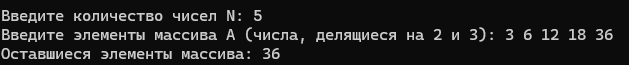 Введите количество чисел N: 5
Введите элементы массива A (числа, делящиеся на 2 и 3): 3 6 12 18 36
Оставшиеся элементы массива: 36